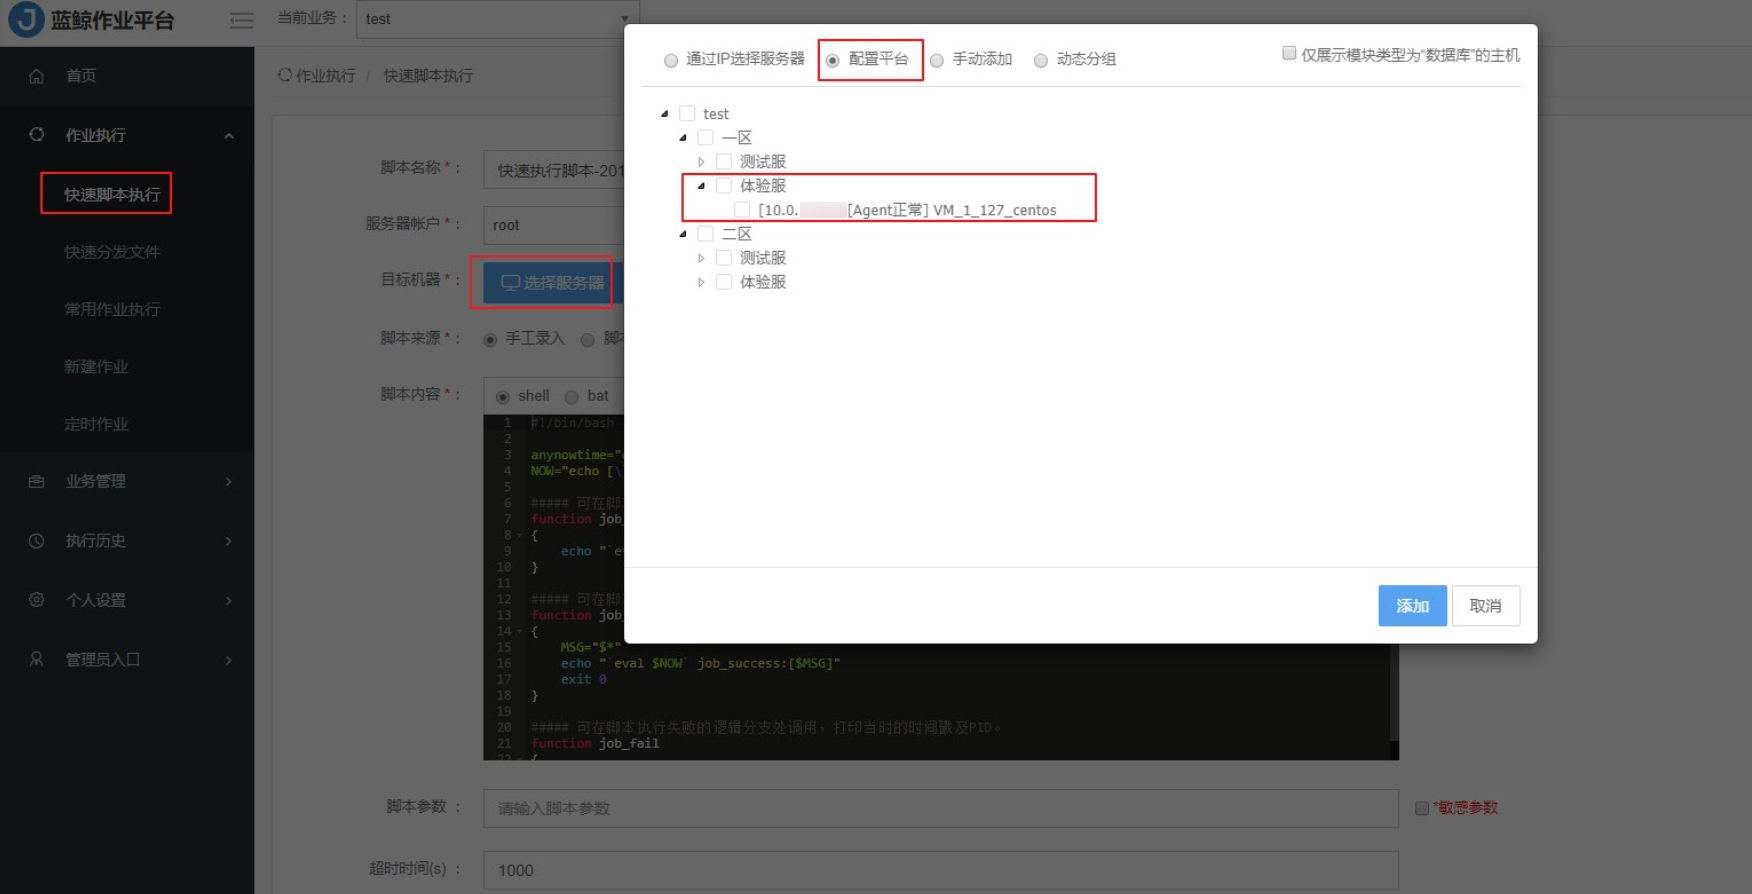 蓝鲸作业平台
当前业务： test
首页
作业执行
快速脚本执行
快速分发文件
常用作业执行
新建作业
定时作业
业务管理
执行历史
个人设置
管理员入口
作业执行 / 快速脚本执行
脚本名称 *： 快速执行脚本-201
服务器帐户 *： root
目标机器 *： 选择服务器
脚本来源 *： 手工录入
脚本内容 *： shell bat
1 #!/bin/bash
2
3 anynowtime="
4 NOW="echo [\
5
6 ##### 可在脚
7 function job_
8 {
9 echo "`ev
10 }
11
12 ##### 可在脚
13 function job_
14 {
15 MSG="$*"
16 echo "`eval $NOW` job_success:[$MSG]"
17 exit 0
18 }
19
20 ##### 可在脚本执行失败的逻辑分支处调用，打印当时的时间戳及PID。
21 function job_fail
22 {
脚本参数 ： 请输入脚本参数 *敏感参数
超时时间(s) ： 1000
通过IP选择服务器 配置平台 手动添加 动态分组 仅展示模块类型为“数据库”的主机
test
一区
测试服
体验服
[10.0. [Agent正常] VM_1_127_centos
二区
测试服
体验服
添加 取消